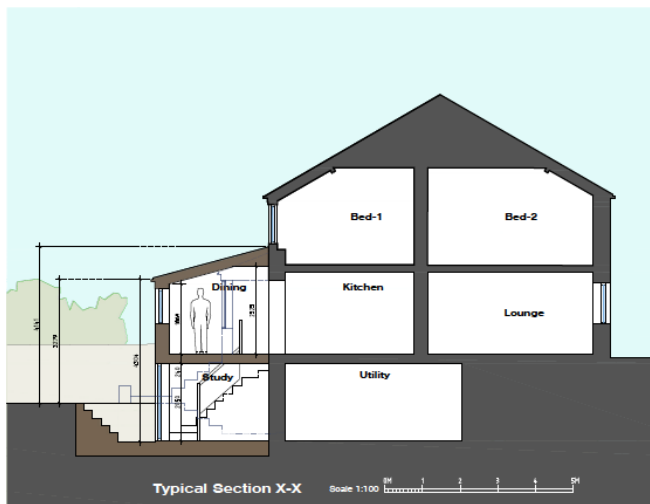 Bed-1
Bed-2
Dining
Kitchen
Lounge
Study
Utility
Typical Section X-X
Scale 1:100
0M 1 2 3 4 5M